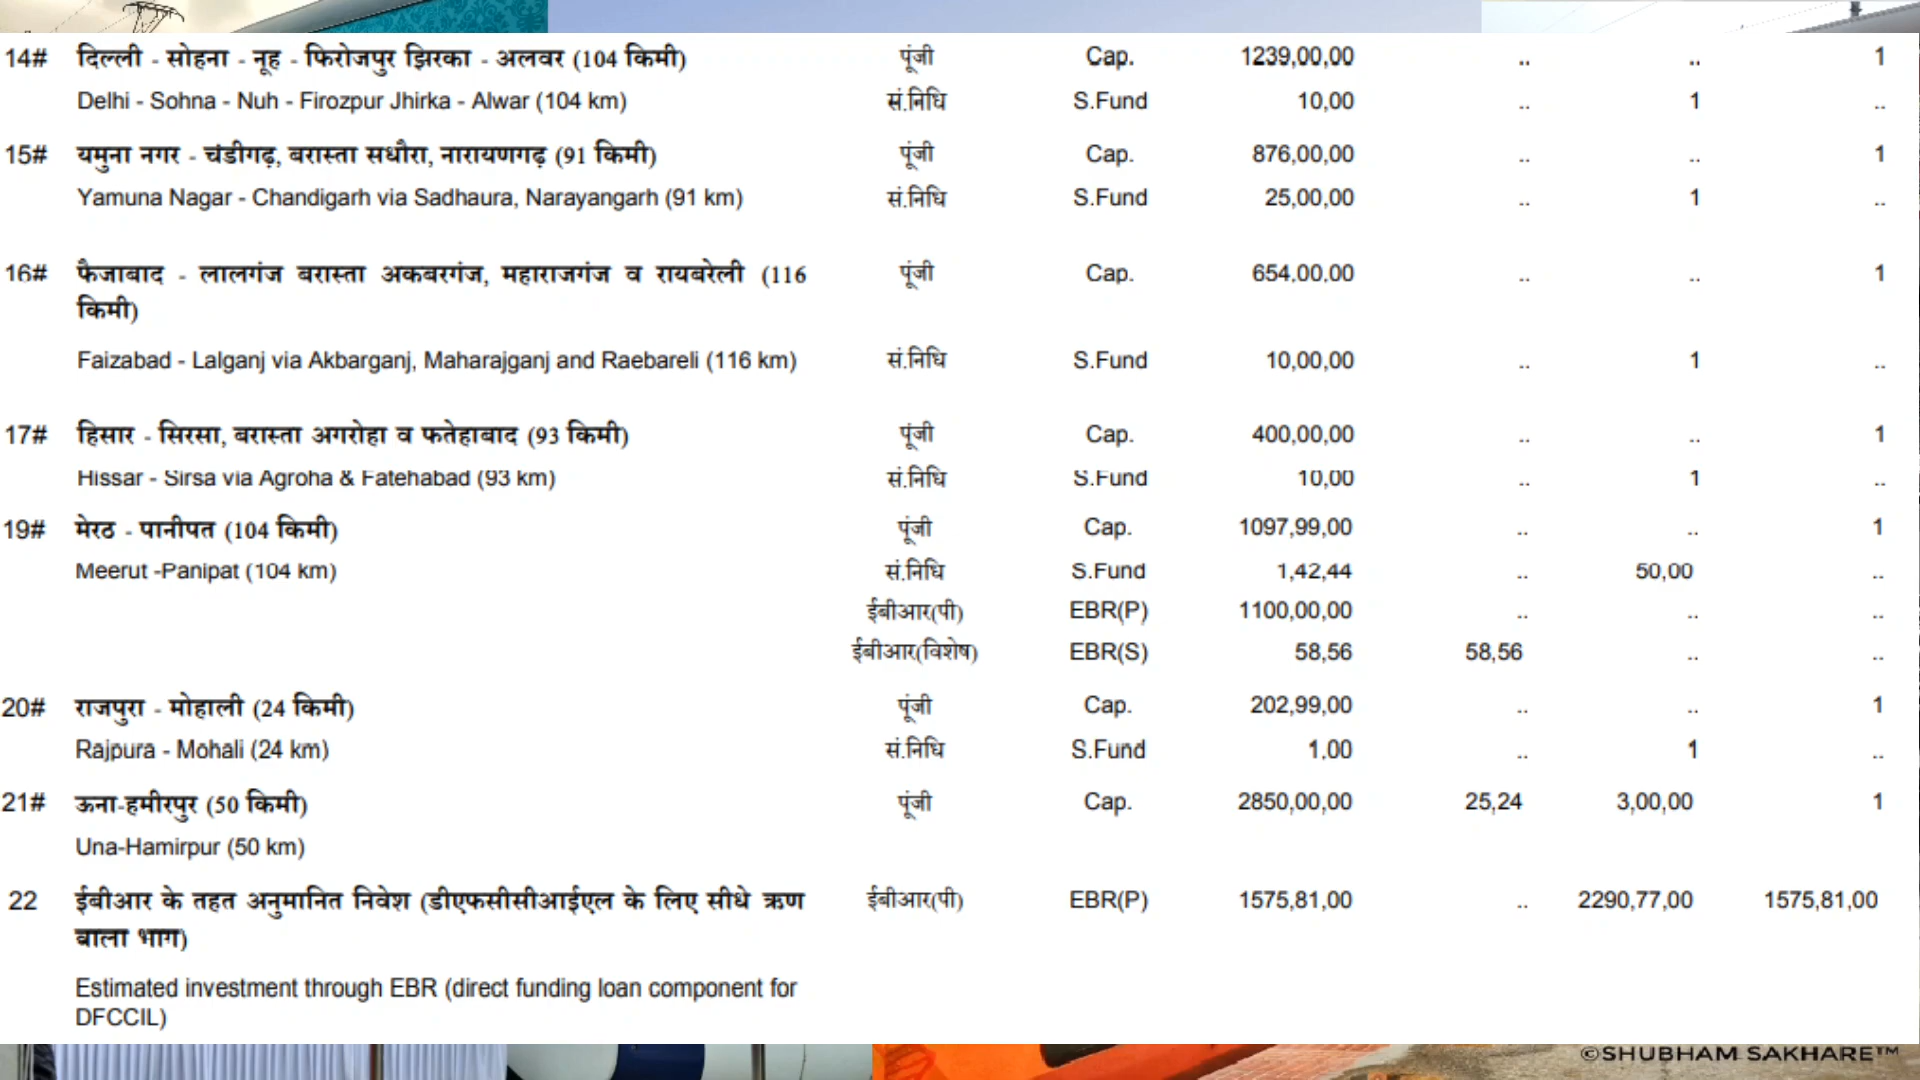 14# दिल्ली - सोहना - नूह - फिरोजपुर झिरका - अलवर (104 किमी) पूंजी Cap. 1239,00,00 .. .. 1
Delhi - Sohna - Nuh - Firozpur Jhirka - Alwar (104 km) सं.निधि S.Fund 10,00 .. 1 ..
15# यमुना नगर - चंडीगढ़, बरास्ता सधौरा, नारायणगढ़ (91 किमी) पूंजी Cap. 876,00,00 .. .. 1
Yamuna Nagar - Chandigarh via Sadhaura, Narayangarh (91 km) सं.निधि S.Fund 25,00,00 .. 1 ..
16# फैजाबाद - लालगंज बरास्ता अकबरगंज, महाराजगंज व रायबरेली (116 पूंजी Cap. 654,00,00 .. .. 1
किमी)
Faizabad - Lalganj via Akbarganj, Maharajganj and Raebareli (116 km) सं.निधि S.Fund 10,00,00 .. 1 ..
17# हिसार - सिरसा, बरास्ता अगरोहा व फतेहाबाद (93 किमी) पूंजी Cap. 400,00,00 .. .. 1
Hissar - Sirsa via Agroha & Fatehabad (93 km) सं.निधि S.Fund 10,00 .. 1 ..
19# मेरठ - पानीपत (104 किमी) पूंजी Cap. 1097,99,00 .. .. 1
Meerut -Panipat (104 km) सं.निधि S.Fund 1,42,44 .. 50,00 ..
ईबीआर(पी) EBR(P) 1100,00,00 .. .. ..
ईबीआर(विशेष) EBR(S) 58,56 58,56 .. ..
20# राजपुरा - मोहाली (24 किमी) पूंजी Cap. 202,99,00 .. .. 1
Rajpura - Mohali (24 km) सं.निधि S.Fund 1,00 .. 1 ..
21# ऊना-हमीरपुर (50 किमी) पूंजी Cap. 2850,00,00 25,24 3,00,00 1
Una-Hamirpur (50 km)
22 ईबीआर के तहत अनुमानित निवेश (डीएफसीसीआईएल के लिए सीधे ऋण ईबीआर(पी) EBR(P) 1575,81,00 .. 2290,77,00 1575,81,00
वाला भाग)
Estimated investment through EBR (direct funding loan component for
DFCCIL)
©SHUBHAM SAKHARE™